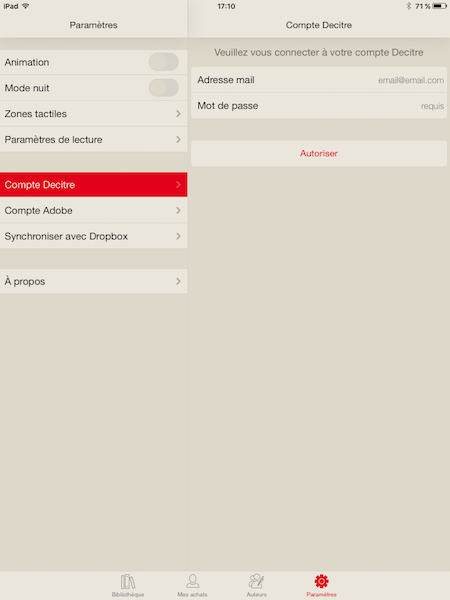 iPad 17:10 71 %
Paramètres
Compte Decitre
Animation
Mode nuit
Zones tactiles
Paramètres de lecture
Compte Decitre
Compte Adobe
Synchroniser avec Dropbox
À propos
Veuillez vous connecter à votre compte Decitre
Adresse mail email@email.com
Mot de passe requis
Autoriser
Bibliothèque Mes achats Auteurs Paramètres